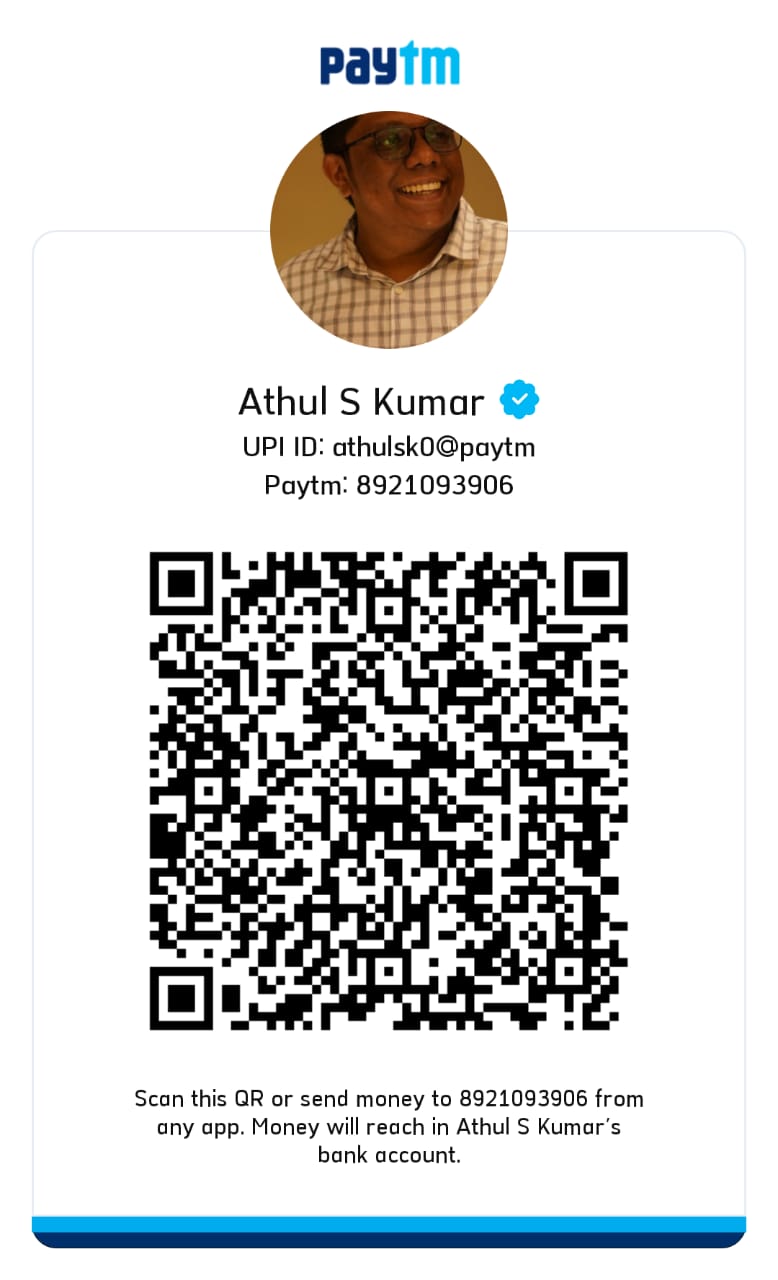 paytm
Athul S Kumar
UPI ID: athulsk0@paytm
Paytm: 8921093906
Scan this QR or send money to 8921093906 from
any app. Money will reach in Athul S Kumar's
bank account.